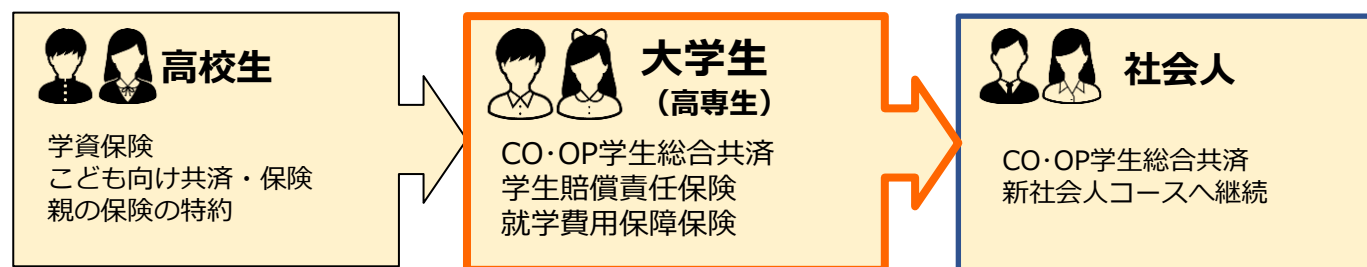 高校生
学資保険
こども向け共済・保険
親の保険の特約
大学生
（高専生）
CO･OP学生総合共済
学生賠償責任保険
就学費用保障保険
社会人
CO･OP学生総合共済
新社会人コースへ継続